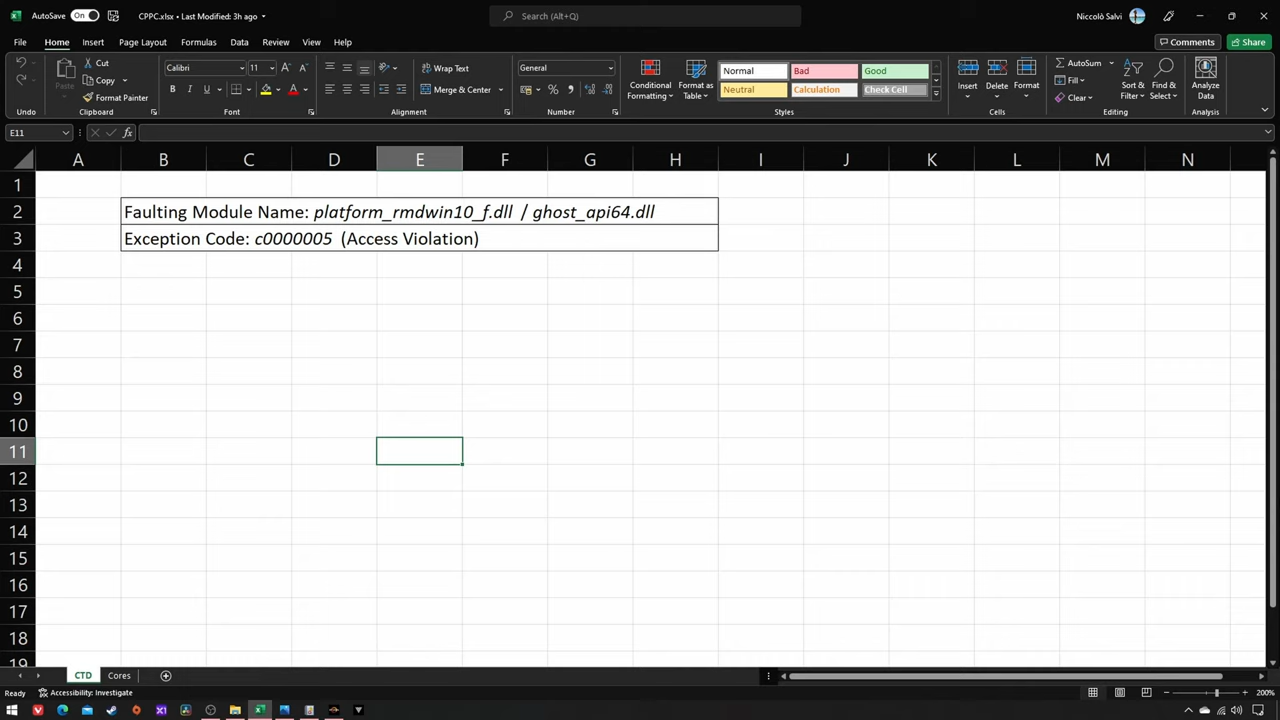 AutoSave On CPPC.xlsx • Last Modified: 3h ago Search (Alt+Q) Niccolò Salvi
File Home Insert Page Layout Formulas Data Review View Help Comments Share
Cut Calibri 11 Wrap Text General Normal Bad Good AutoSum
Copy Fill
Paste Format Painter Merge & Center Conditional Formatting Format as Table Neutral Calculation Check Cell Insert Delete Format Clear Sort & Filter Find & Select Analyze Data
Undo Clipboard Font Alignment Number Styles Cells Editing Analysis
E11 fx
A B C D E F G H I J K L M N
1
2 Faulting Module Name: platform_rmdwin10_f.dll / ghost_api64.dll
3 Exception Code: c0000005 (Access Violation)
4
5
6
7
8
9
10
11
12
13
14
15
16
17
18
19
CTD Cores
Ready Accessibility: Investigate 200%